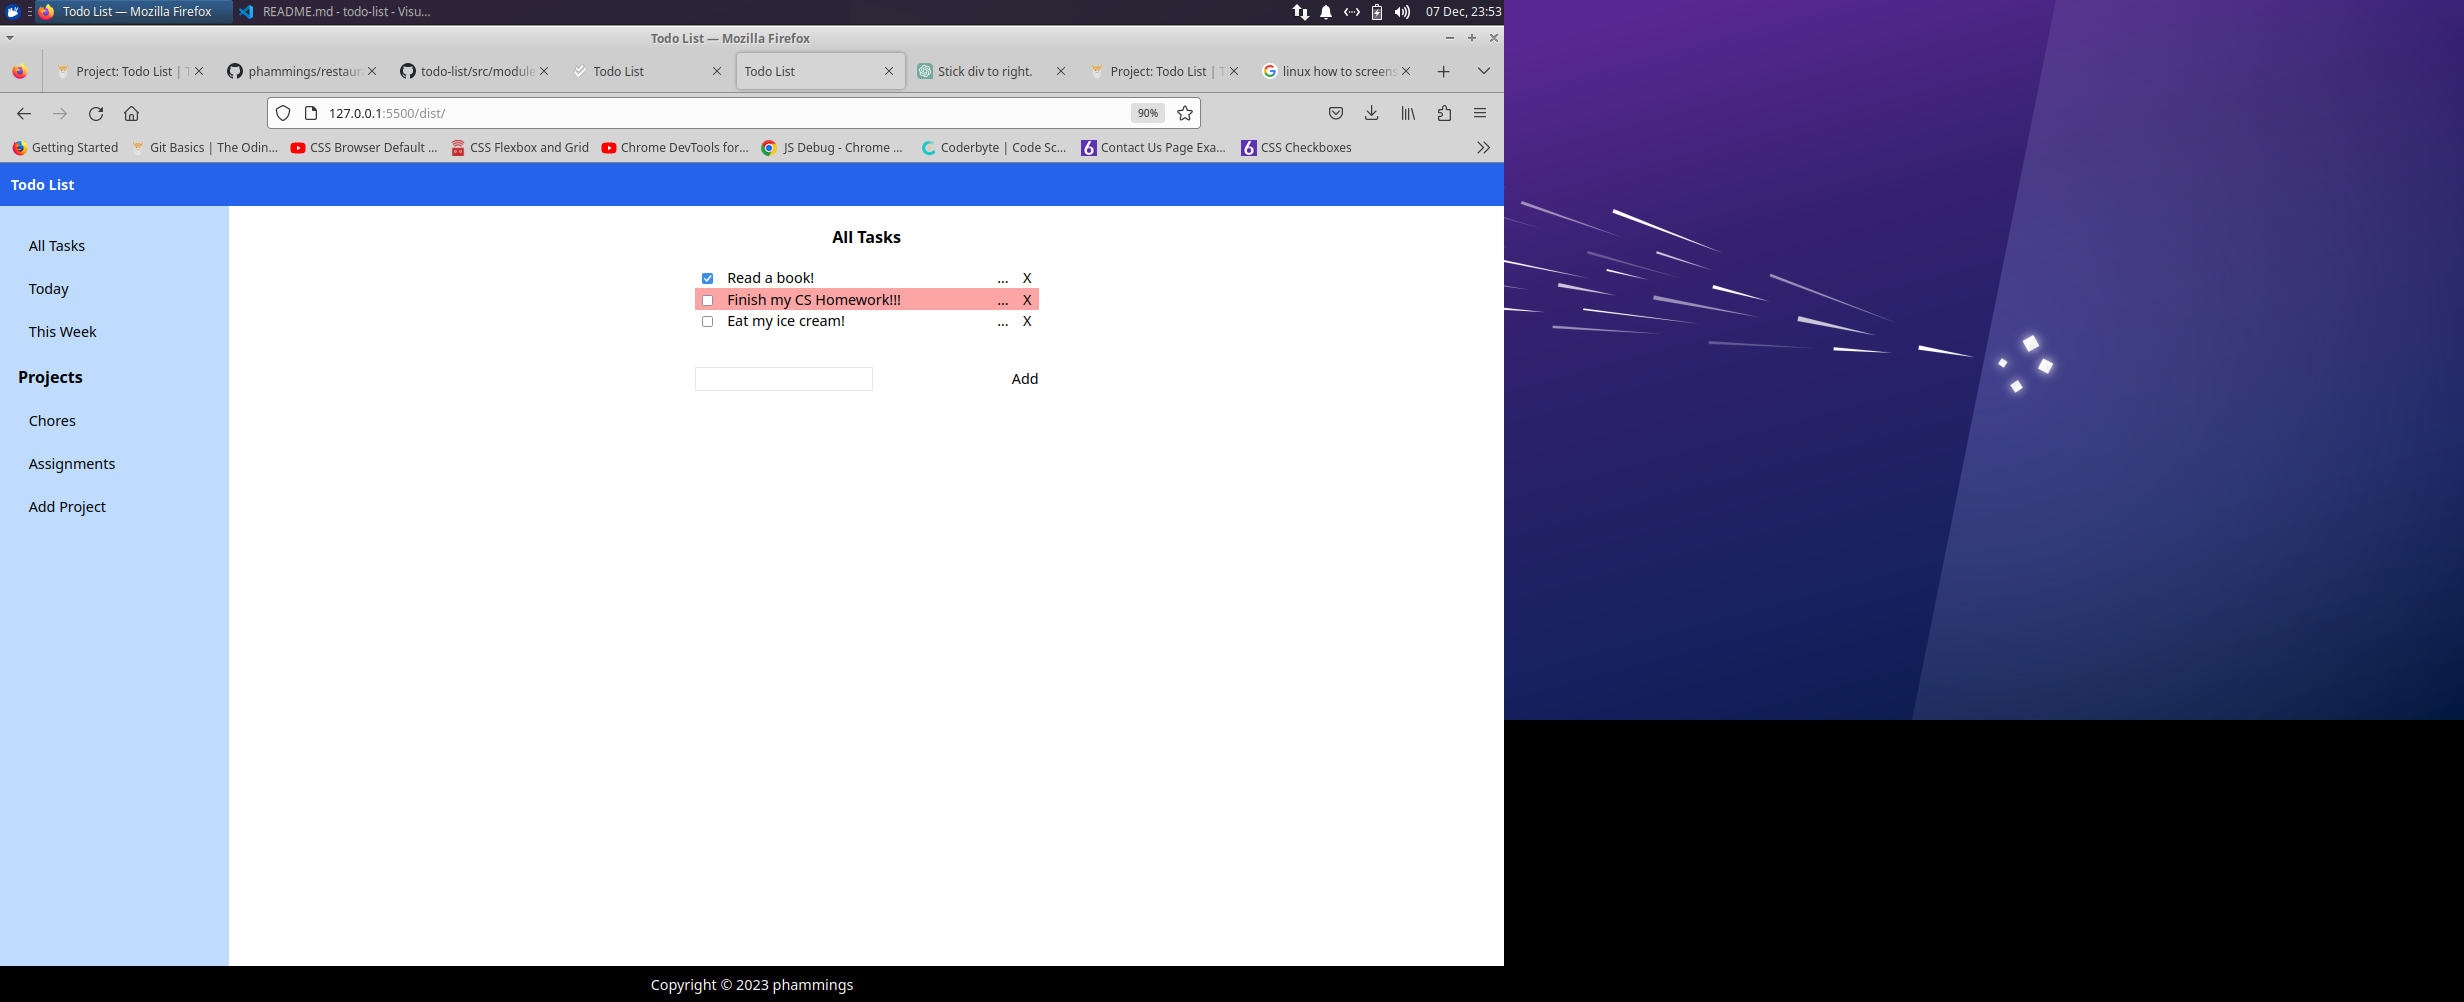 Todo List — Mozilla Firefox README.md - todo-list - Visu... 07 Dec, 23:53
Todo List — Mozilla Firefox
Project: Todo List | T phammings/restaur todo-list/src/module Todo List Todo List Stick div to right. Project: Todo List | T linux how to screens
127.0.0.1:5500/dist/ 90%
Getting Started Git Basics | The Odin... CSS Browser Default ... CSS Flexbox and Grid Chrome DevTools for... JS Debug - Chrome ... Coderbyte | Code Sc... Contact Us Page Exa... CSS Checkboxes
Todo List
All Tasks
Today
This Week
Projects
Chores
Assignments
Add Project
All Tasks
Read a book! ... X
Finish my CS Homework!!! ... X
Eat my ice cream! ... X
Add
Copyright © 2023 phammings